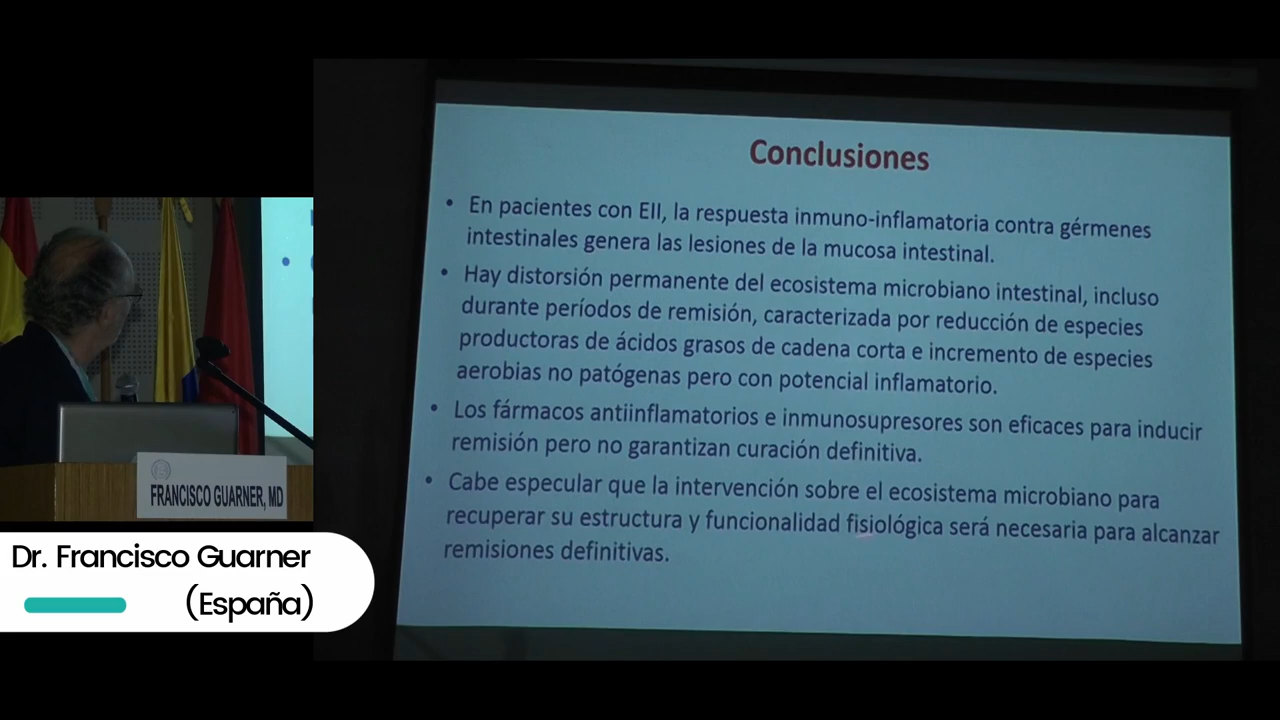 Conclusiones
• En pacientes con EII, la respuesta inmuno-inflamatoria contra gérmenes
intestinales genera las lesiones de la mucosa intestinal.
• Hay distorsión permanente del ecosistema microbiano intestinal, incluso
durante períodos de remisión, caracterizada por reducción de especies
productoras de ácidos grasos de cadena corta e incremento de especies
aerobias no patógenas pero con potencial inflamatorio.
• Los fármacos antiinflamatorios e inmunosupresores son eficaces para inducir
remisión pero no garantizan curación definitiva.
• Cabe especular que la intervención sobre el ecosistema microbiano para
recuperar su estructura y funcionalidad fisiológica será necesaria para alcanzar
remisiones definitivas.
FRANCISCO GUARNER, MD
Dr. Francisco Guarner
(España)